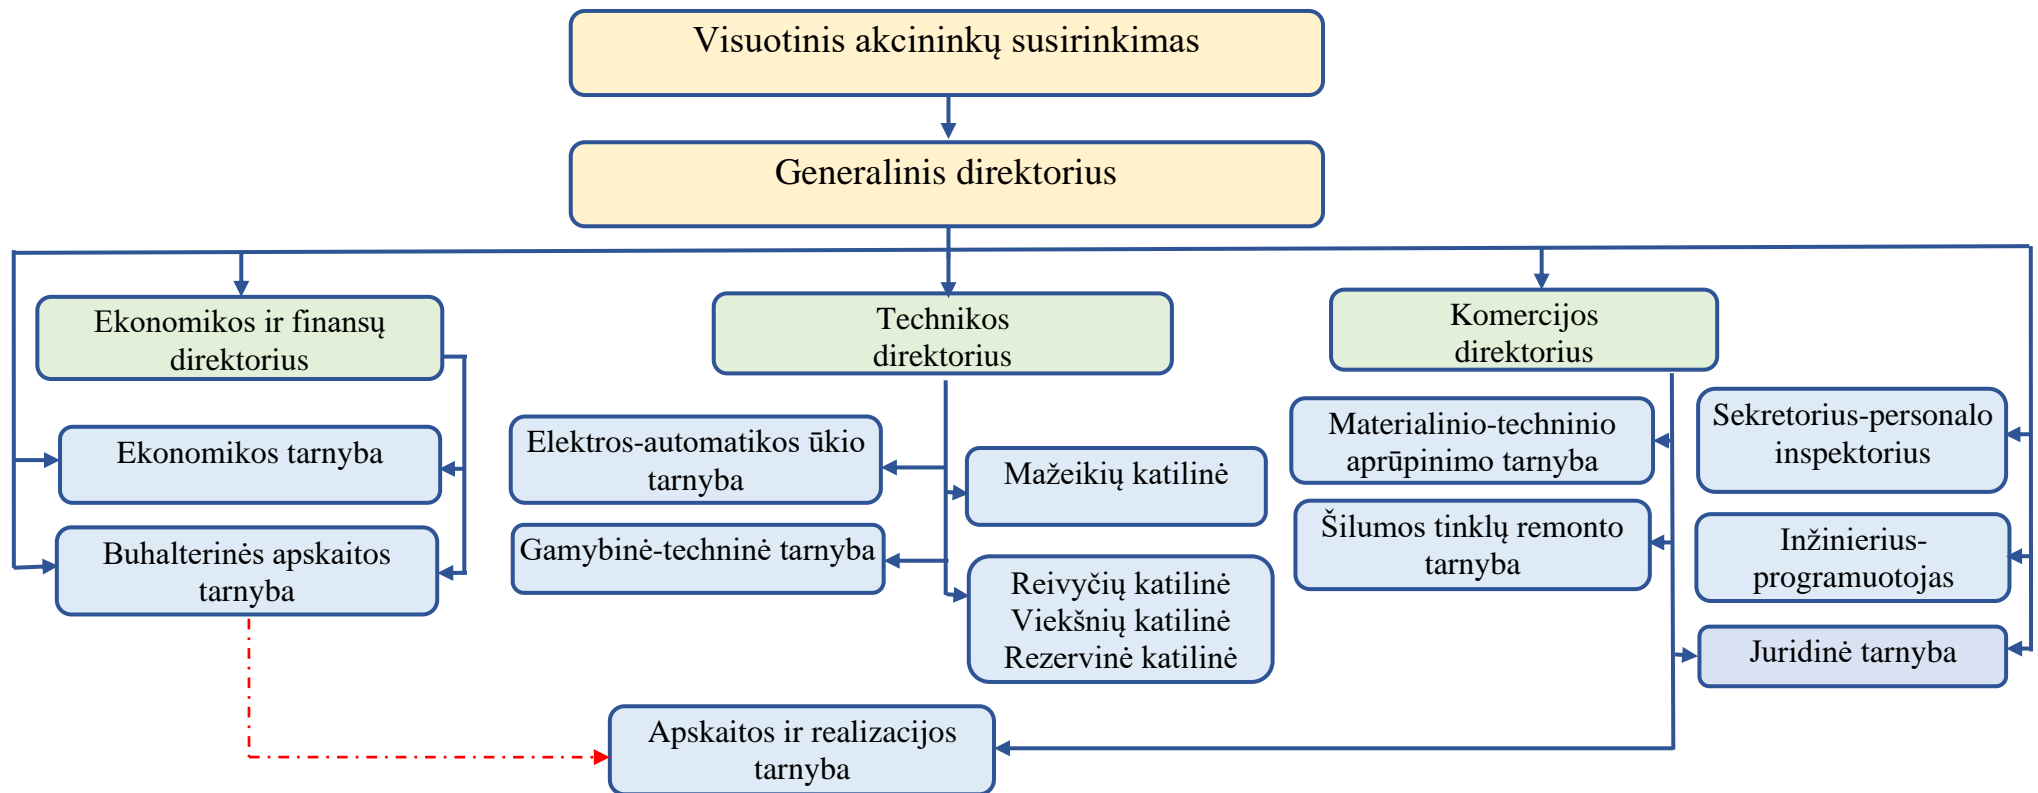 Visuotinis akcininkų susirinkimas
Generalinis direktorius
Ekonomikos ir finansų
direktorius
Technikos
direktorius
Komercijos
direktorius
Ekonomikos tarnyba
Buhalterinės apskaitos
tarnyba
Elektros-automatikos ūkio
tarnyba
Gamybinė-techninė tarnyba
Mažeikių katilinė
Reivyčių katilinė
Viekšnių katilinė
Rezervinė katilinė
Materialinio-techninio
aprūpinimo tarnyba
Šilumos tinklų remonto
tarnyba
Sekretorius-personalo
inspektorius
Inžinierius-
programuotojas
Juridinė tarnyba
Apskaitos ir realizacijos
tarnyba